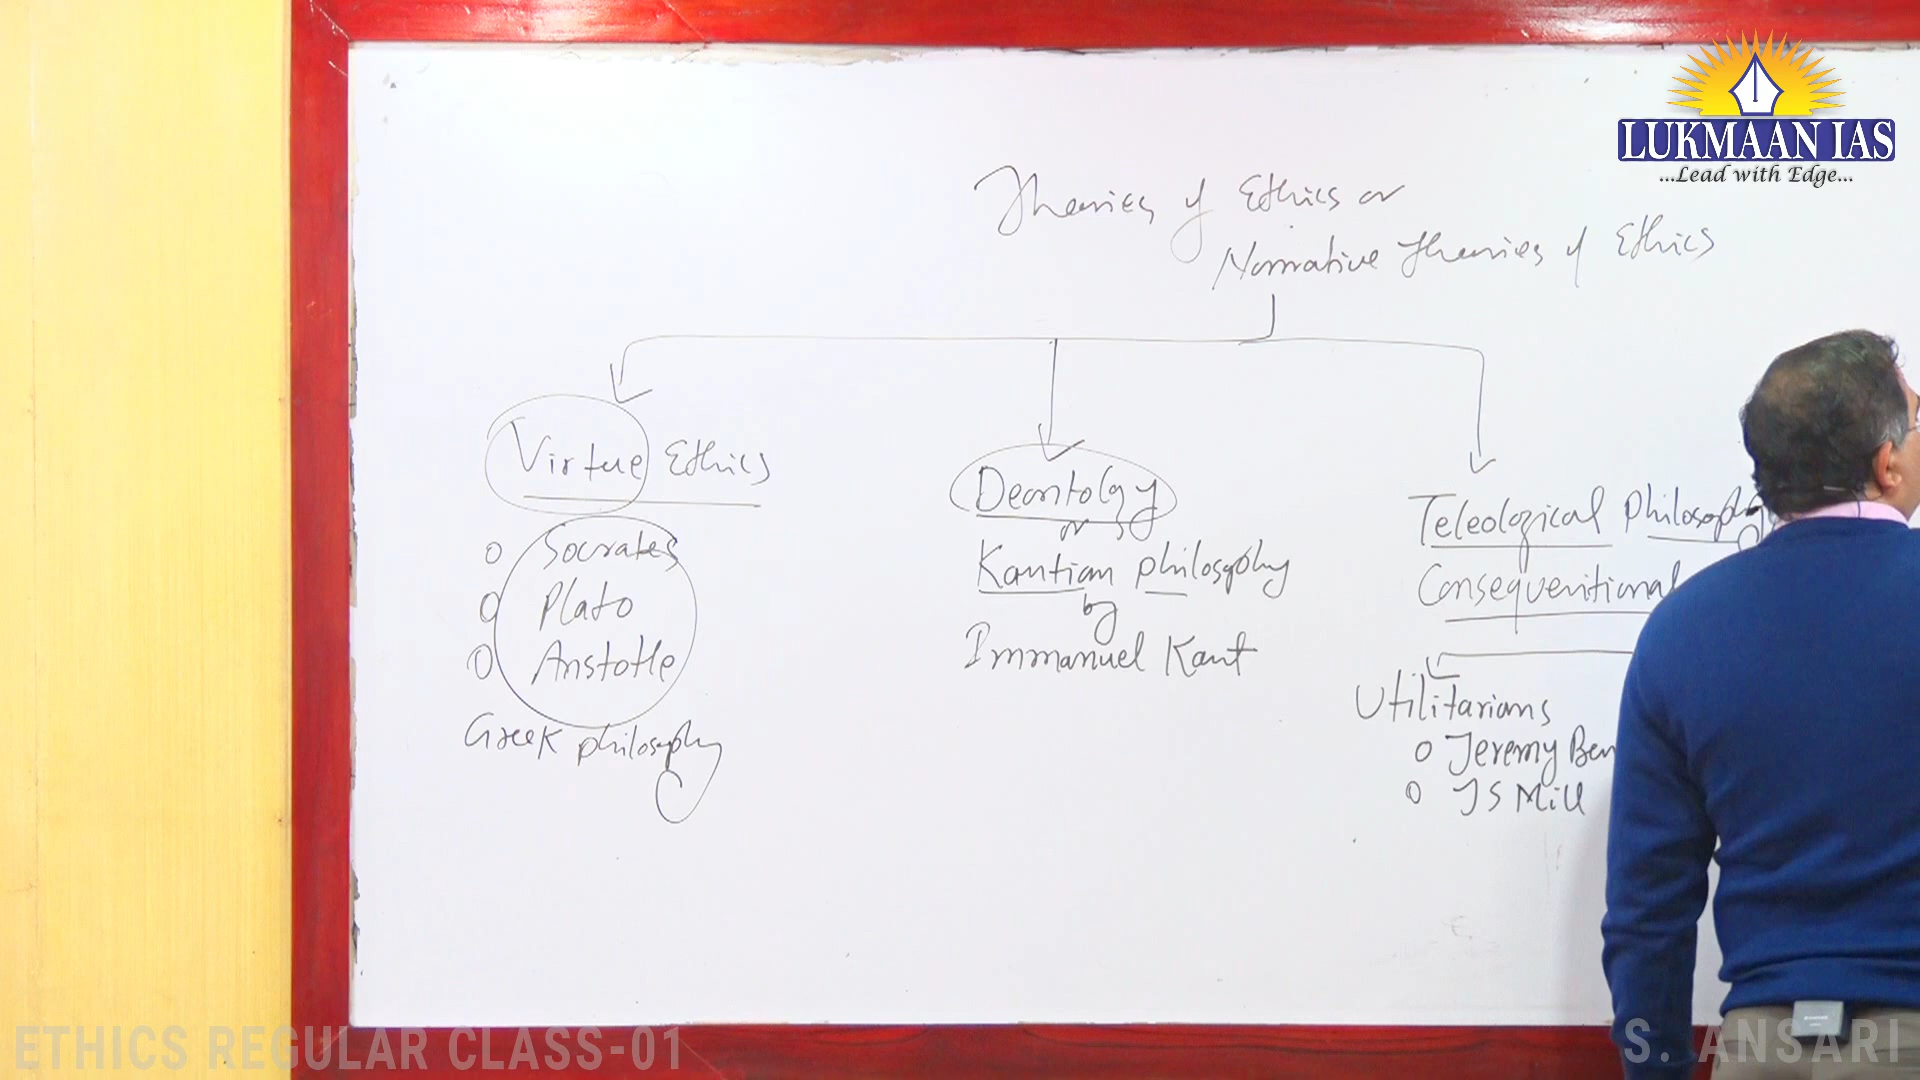 LUKMAAN IAS
...Lead with Edge...
Theories of Ethics or
Normative Theories of Ethics
Virtue Ethics
o Socrates
o Plato
o Aristotle
Greek philosophy
Deontology
or
Kantian philosophy
by
Immanuel Kant
Teleological Philosophy
Consequentional
Utilitarians
o Jeremy Ben
o JS Mill
ETHICS REGULAR CLASS-01
S. ANSARI